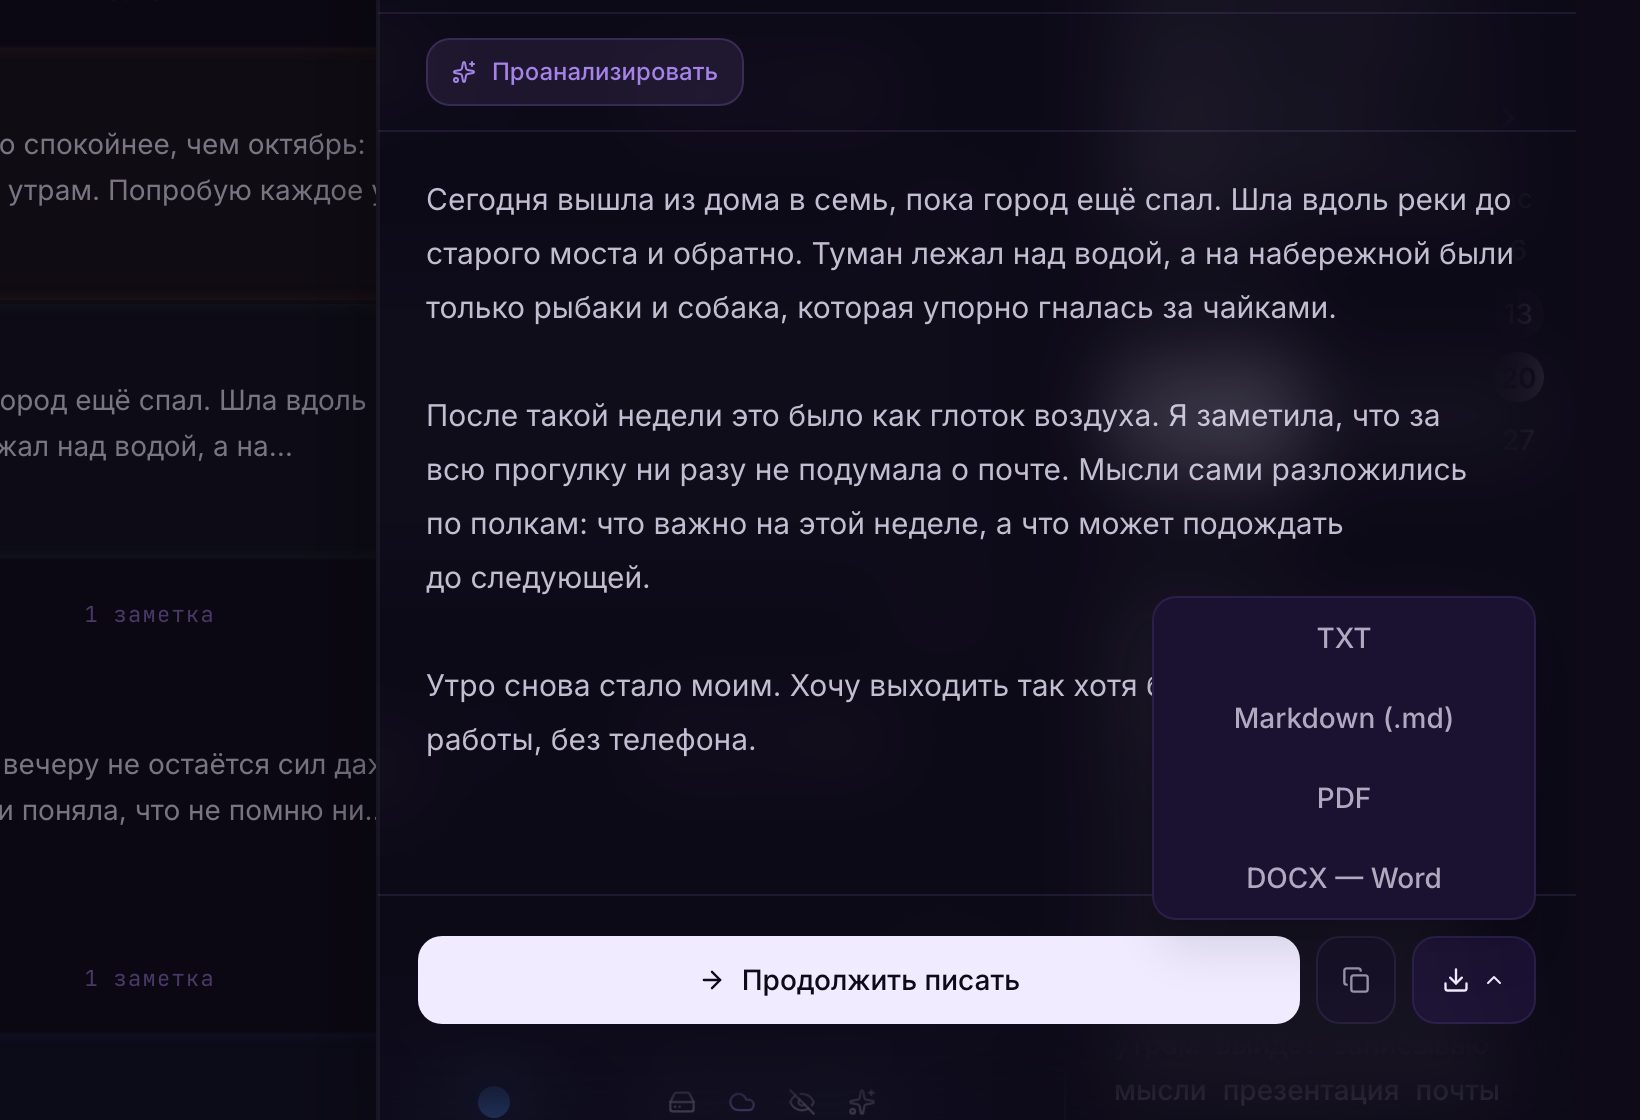 Проанализировать
о спокойнее, чем октябрь:
утрам. Попробую каждое
ород ещё спал. Шла вдоль
жал над водой, а на...
1 заметка
вечеру не остаётся сил
и поняла, что не помню ни..
1 заметка
Сегодня вышла из дома в семь, пока город ещё спал. Шла вдоль реки до
старого моста и обратно. Туман лежал над водой, а на набережной были
только рыбаки и собака, которая упорно гналась за чайками.
После такой недели это было как глоток воздуха. Я заметила, что за
всю прогулку ни разу не подумала о почте. Мысли сами разложились
по полкам: что важно на этой неделе, а что может подождать
до следующей.
Утро снова стало моим. Хочу выходить так хотя
работы, без телефона.
13
20
27
TXT
Markdown (.md)
PDF
DOCX — Word
→ Продолжить писать
мысли презентация почты